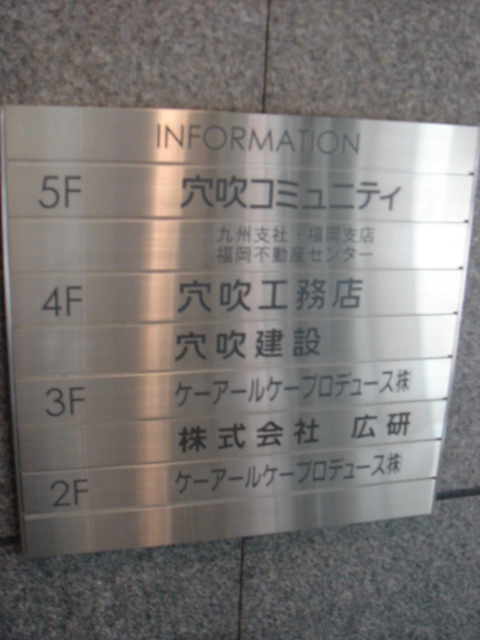 INFORMATION
5F 穴吹コミュニティ
九州支社・福岡支店
福岡不動産センター
4F 穴吹工務店
穴吹建設
3F ケーアールケープロデュース㈱
株式会社 広研
2F ケーアールケープロデュース㈱